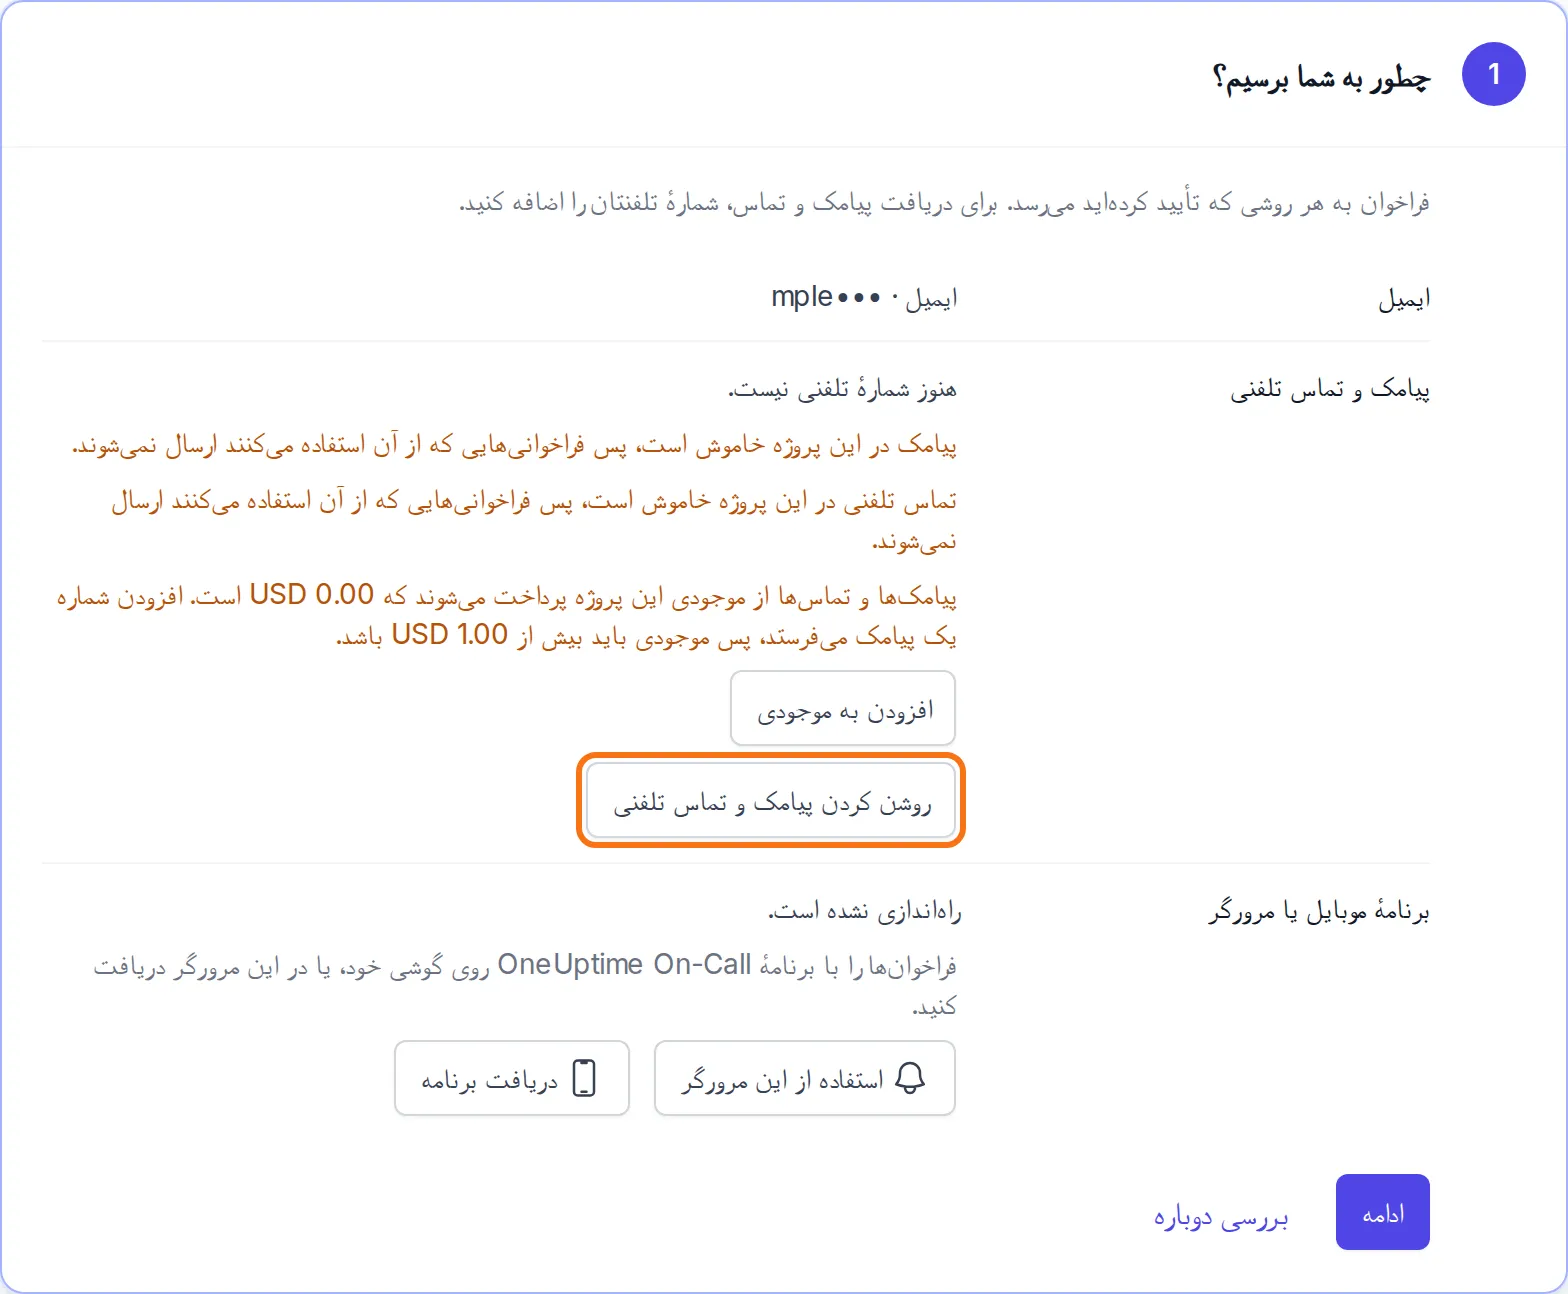 1
چطور به شما برسیم؟
فراخوان به هر روشی که تأیید کرده‌اید می‌رسد. برای دریافت پیامک و تماس، شمارهٔ تلفنتان را اضافه کنید.
ایمیل
ایمیل · •••mple
پیامک و تماس تلفنی
هنوز شمارهٔ تلفنی نیست.
پیامک در این پروژه خاموش است، پس فراخوانی‌هایی که از آن استفاده می‌کنند ارسال نمی‌شوند.
تماس تلفنی در این پروژه خاموش است، پس فراخوانی‌هایی که از آن استفاده می‌کنند ارسال
نمی‌شوند.
پیامک‌ها و تماس‌ها از موجودی این پروژه پرداخت می‌شوند که 0.00 USD است. افزودن شماره
یک پیامک می‌فرستد، پس موجودی باید بیش از 1.00 USD باشد.
افزودن به موجودی
روشن کردن پیامک و تماس تلفنی
برنامهٔ موبایل یا مرورگر
راه‌اندازی نشده است.
فراخوان‌ها را با برنامهٔ OneUptime On-Call روی گوشی خود، یا در این مرورگر دریافت
کنید.
استفاده از این مرورگر
دریافت برنامه
ادامه
بررسی دوباره